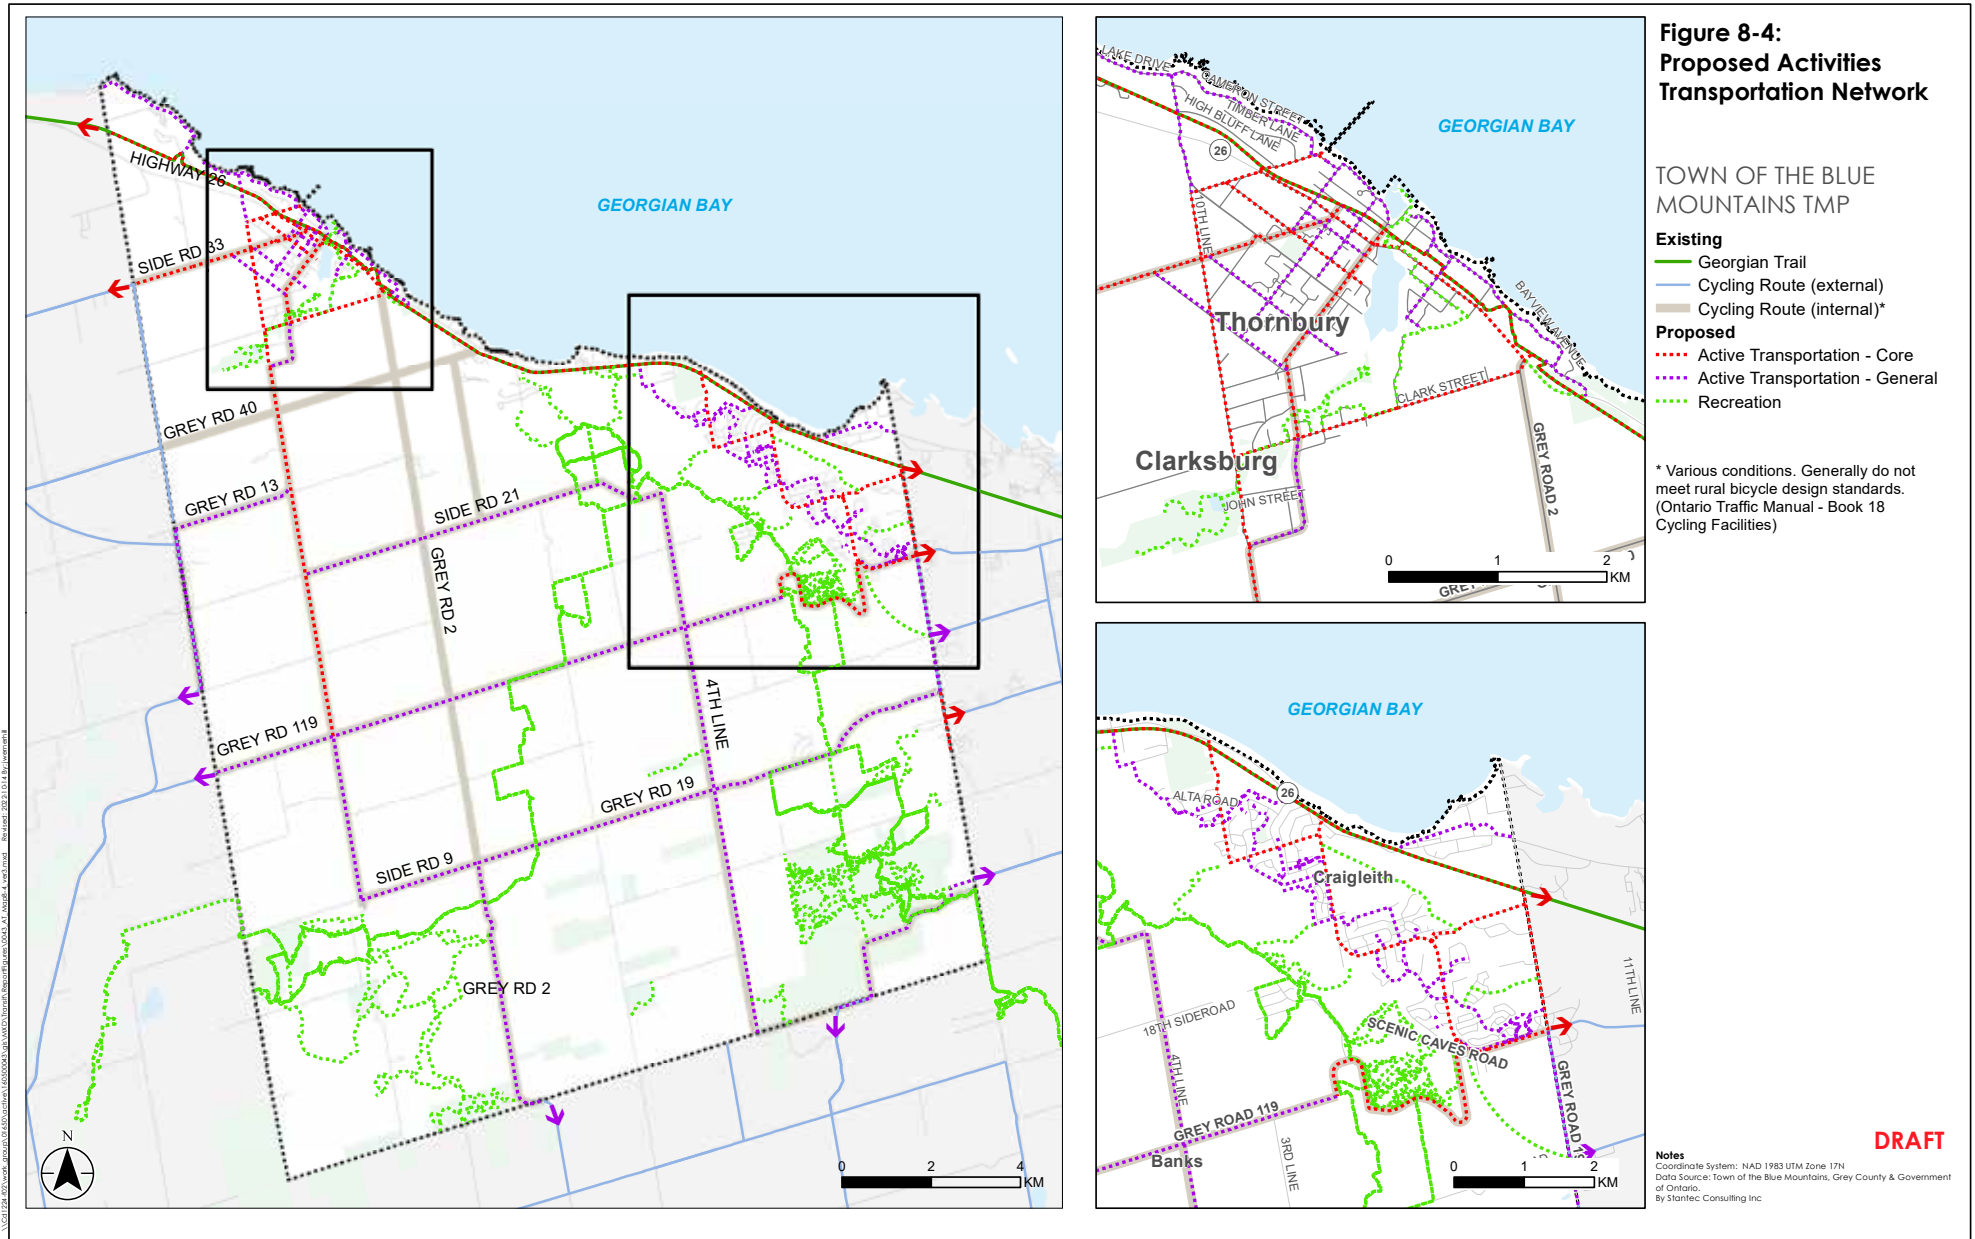 Figure 8-4:
Proposed Activities
Transportation Network
TOWN OF THE BLUE
MOUNTAINS TMP
Existing
Georgian Trail
Cycling Route (external)
Cycling Route (internal)*
Proposed
Active Transportation - Core
Active Transportation - General
Recreation
* Various conditions. Generally do not
meet rural bicycle design standards.
(Ontario Traffic Manual - Book 18
Cycling Facilities)
DRAFT
Notes
Coordinate System: NAD 1983 UTM Zone 17N
Data Source: Town of the Blue Mountains, Grey County & Government
of Ontario.
By Stantec Consulting Inc
GEORGIAN BAY
HIGHWAY 26
SIDE RD 33
GREY RD 40
GREY RD 13
SIDE RD 21
GREY RD 2
4TH LINE
GREY RD 119
GREY RD 19
SIDE RD 9
GREY RD 2
N
0 2 4
KM
LAKE DRIVE
CAMERON STREET
TIMBER LANE
HIGH BLUFF LANE
26
GEORGIAN BAY
10TH LINE
Thornbury
BAYVIEW AVENUE
CLARK STREET
Clarksburg
JOHN STREET
GREY ROAD 2
0 1 2
KM
GEORGIAN BAY
ALTA ROAD
26
Craigleith
11TH LINE
18TH SIDEROAD
SCENIC CAVES ROAD
4TH LINE
GREY ROAD 119
GREY ROAD 19
Banks
3RD LINE
0 1 2
KM